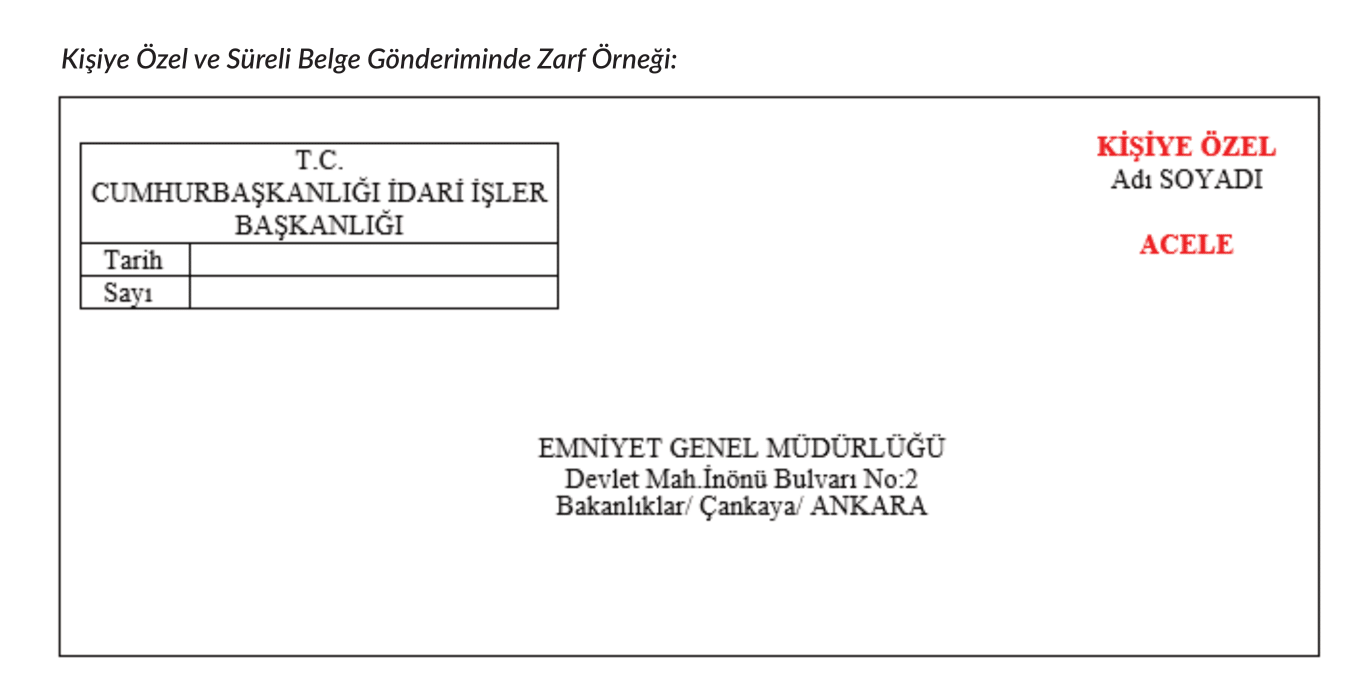 Kişiye Özel ve Süreli Belge Gönderiminde Zarf Örneği:
T.C.
CUMHURBAŞKANLIĞI İDARİ İŞLER
BAŞKANLIĞI
Tarih
Sayı
KİŞİYE ÖZEL
Adı SOYADI
ACELE
EMNİYET GENEL MÜDÜRLÜĞÜ
Devlet Mah.İnönü Bulvarı No:2
Bakanlıklar/ Çankaya/ ANKARA